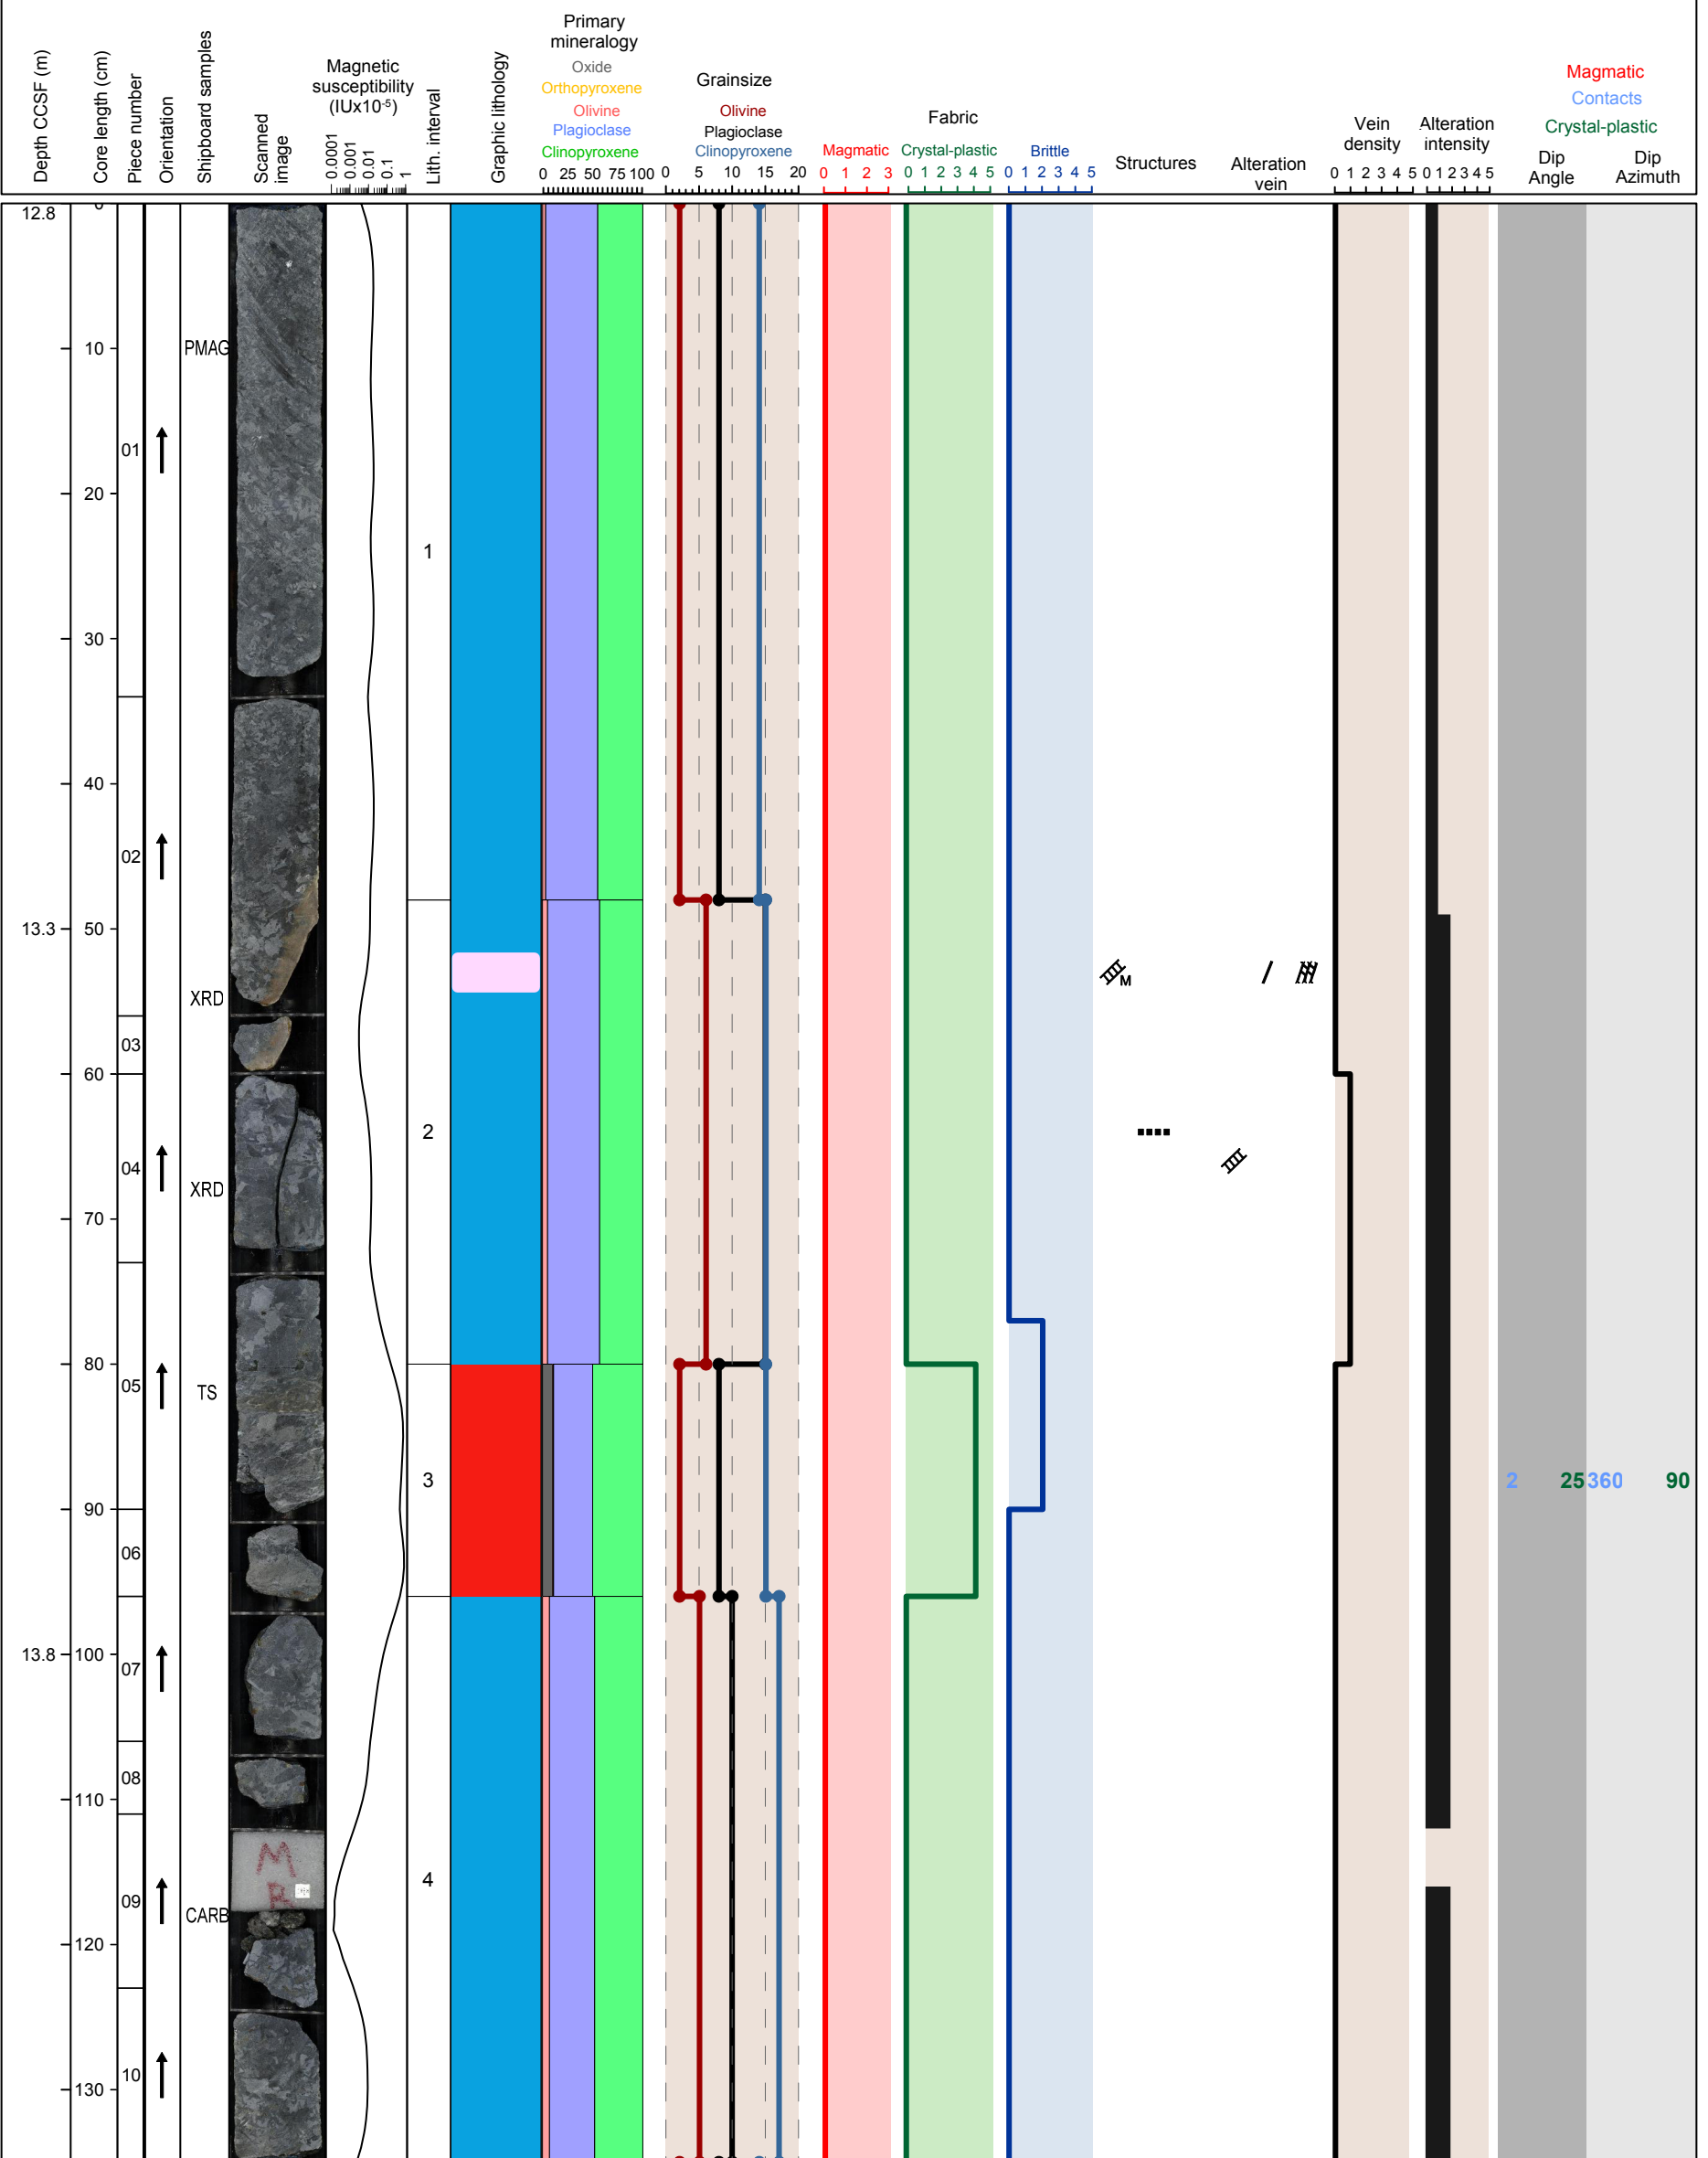 Depth CCSF (m)
Core length (cm)
Piece number
Orientation
Shipboard samples
Scanned
image
Magnetic
susceptibility
(IUx10-5)
0.0001
0.001
0.01
0.1
1
Lith. interval
Graphic lithology
Primary
mineralogy
Oxide
Orthopyroxene
Olivine
Plagioclase
Clinopyroxene
0 25 50 75 100
Grainsize
Olivine
Plagioclase
Clinopyroxene
0 5 10 15 20
Fabric
Magmatic Crystal-plastic Brittle
0 1 2 3 0 1 2 3 4 5 0 1 2 3 4 5
Structures
Alteration
vein
Vein
density
0 1 2 3 4 5
Alteration
intensity
0 1 2 3 4 5
Magmatic
Contacts
Crystal-plastic
Dip
Angle
Dip
Azimuth
12.8 0
10 PMAG
01
20
1
30
40
02
13.3 50
M
XRD
03
60
2
04
XRD
70
80
05 TS
3
2 25 360 90
90
06
13.8 100
07
08
110
M
R
4
09
CARB
120
10
130